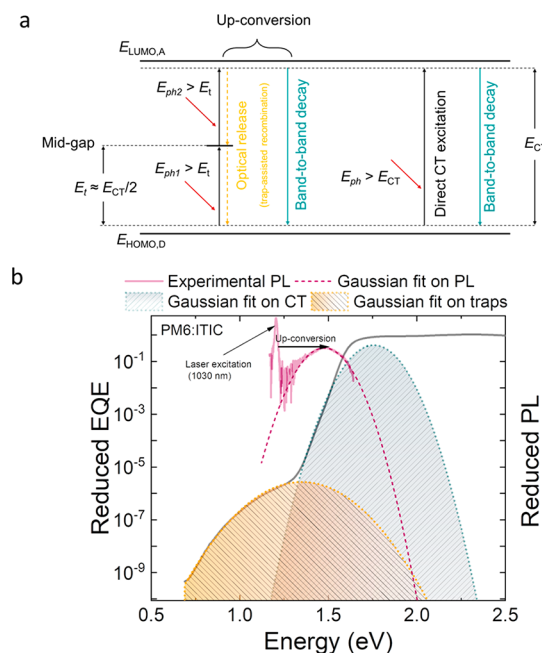 a
Up-conversion
E_LUMO,A
E_ph2 > E_t
Optical release
(trap-assisted recombination)
Band-to-band decay
Mid-gap
E_t ≈ E_CT/2
E_ph1 > E_t
E_ph > E_CT
Direct CT excitation
Band-to-band decay
E_HOMO,D
b
Experimental PL
Gaussian fit on PL
Gaussian fit on CT
Gaussian fit on traps
PM6:ITIC
Up-conversion
Laser excitation
(1030 nm)
Reduced EQE
10^-1
10^-3
10^-5
10^-7
10^-9
Reduced PL
0.5 1.0 1.5 2.0 2.5
Energy (eV)